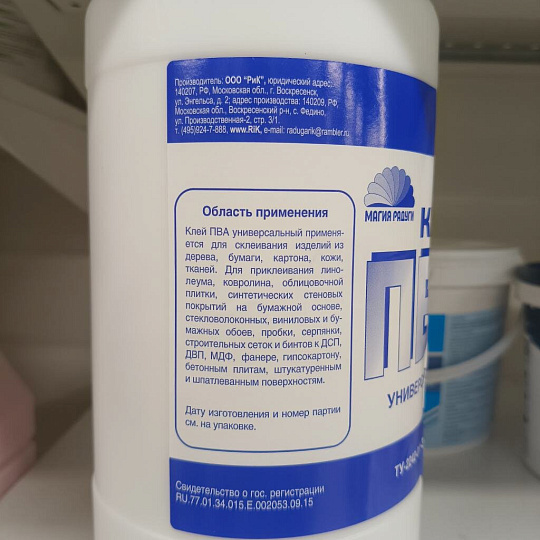 Производитель: ООО "РиК", юридический адрес:
140207, РФ, Московская обл., г. Воскресенск,
ул. Энгельса, д. 2; адрес производства: 140209, РФ,
Московская обл., Воскресенский р-н, с. Федино,
ул. Производственная-2, стр. 3/1.
т. (495)924-7-888, www.RiK, e-mail: radugarik@rambler.ru
МАГИЯ РАДУГИ
Область применения
Клей ПВА универсальный применя-
ется для склеивания изделий из
дерева, бумаги, картона, кожи,
тканей. Для приклеивания лино-
леума, ковролина, облицовочной
плитки, синтетических стеновых
покрытий на бумажной основе,
стекловолоконных, виниловых и бу-
мажных обоев, пробки, серпянки,
строительных сеток и бинтов к ДСП,
ДВП, МДФ, фанере, гипсокартону,
бетонным плитам, штукатуренным
и шпатлеванным поверхностям.
Дату изготовления и номер партии
см. на упаковке.
К
П
УНИВЕР
Свидетельство о гос. регистрации
RU.77.01.34.015.Е.002053.09.15